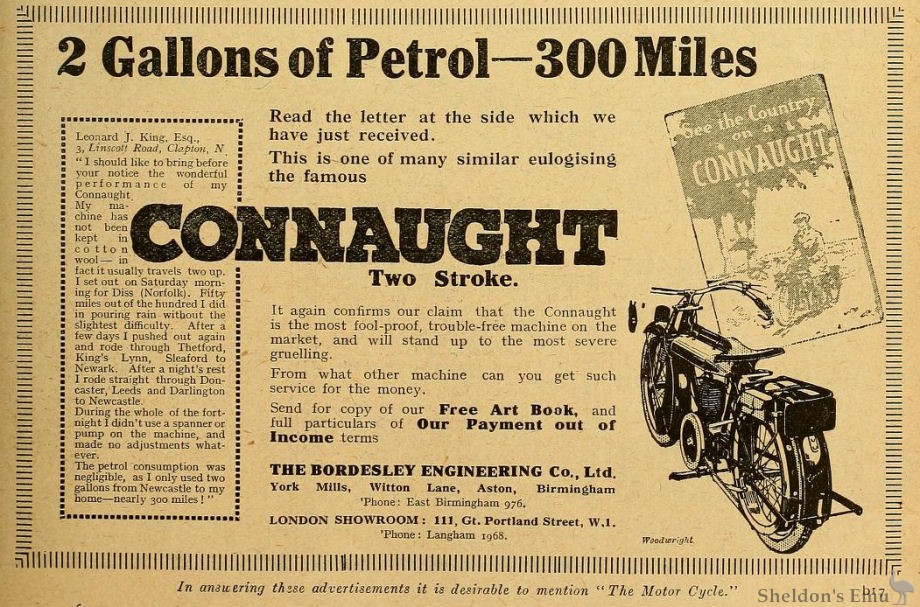 2 Gallons of Petrol—300 Miles
Leonard J. King, Esq.,
3, Linscott Road, Clapton, N.
“I should like to bring before
your notice the wonderful
performance of my
Connaught.
My ma-
chine has
not been
kept in
cotton
wool—in
fact it usually travels two up.
I set out on Saturday morn-
ing for Diss (Norfolk). Fifty
miles out of the hundred I did
in pouring rain without the
slightest difficulty. After a
few days I pushed out again
and rode through Thetford,
King's Lynn, Sleaford to
Newark. After a night's rest
I rode straight through Don-
caster, Leeds and Darlington
to Newcastle.
During the whole of the fort-
night I didn't use a spanner or
pump on the machine, and
made no adjustments what-
ever.
The petrol consumption was
negligible, as I only used two
gallons from Newcastle to my
home—nearly 300 miles!”
Read the letter at the side which we
have just received.
This is one of many similar eulogising
the famous
CONNAUGHT
Two Stroke.
It again confirms our claim that the Connaught
is the most fool-proof, trouble-free machine on the
market, and will stand up to the most severe
gruelling.
From what other machine can you get such
service for the money.
Send for copy of our Free Art Book, and
full particulars of Our Payment out of
Income terms
THE BORDESLEY ENGINEERING Co., Ltd.
York Mills, Witton Lane, Aston, Birmingham
'Phone: East Birmingham 976.
LONDON SHOWROOM: 111, Gt. Portland Street, W.1.
'Phone: Langham 1968.
See the Country
on a
CONNAUGHT
Woodwright.
In answering these advertisements it is desirable to mention “The Motor Cycle.”
Sheldon's Emu